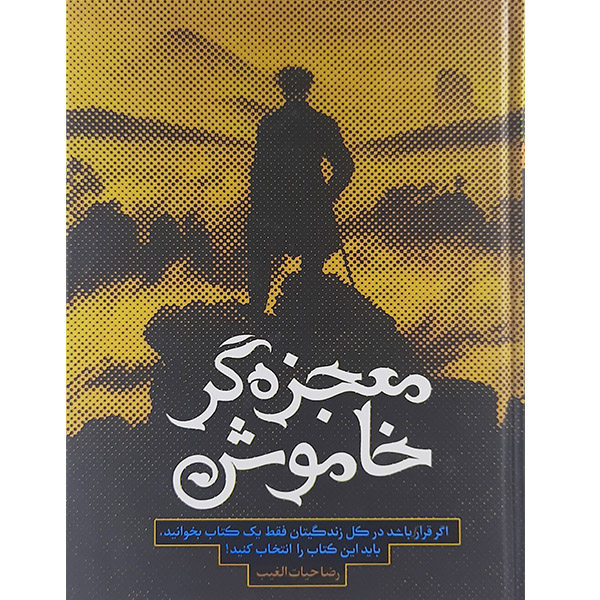 معجزه‌گر
خاموش
اگر قرار باشد در کل زندگیتان فقط یک کتاب بخوانید،
باید این کتاب را انتخاب کنید!
رضا حیات الغیب